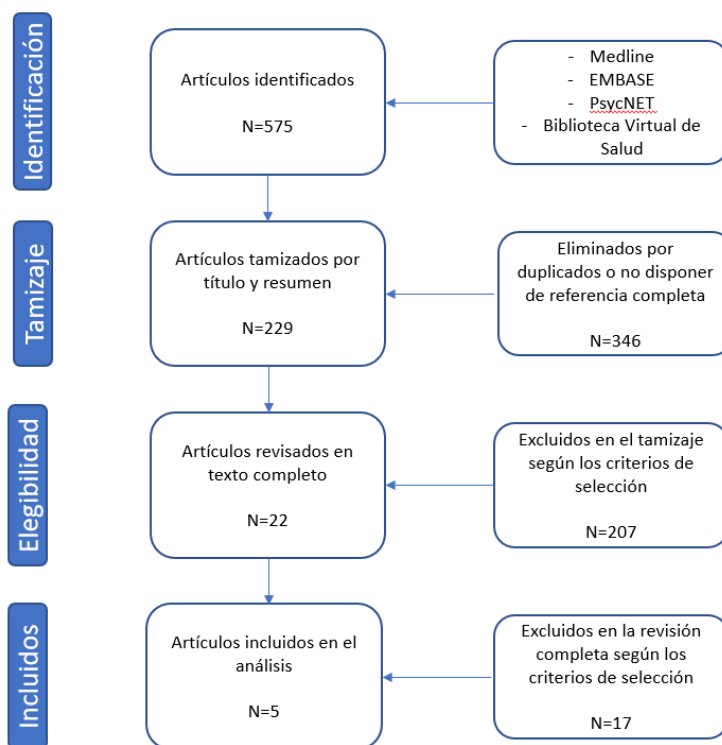 Identificación
Artículos identificados
N=575
- Medline
- EMBASE
- PsycNET
- Biblioteca Virtual de
Salud
Tamizaje
Artículos tamizados por
título y resumen
N=229
Eliminados por
duplicados o no disponer
de referencia completa
N=346
Elegibilidad
Artículos revisados en
texto completo
N=22
Excluidos en el tamizaje
según los criterios de
selección
N=207
Incluidos
Artículos incluidos en el
análisis
N=5
Excluidos en la revisión
completa según los
criterios de selección
N=17